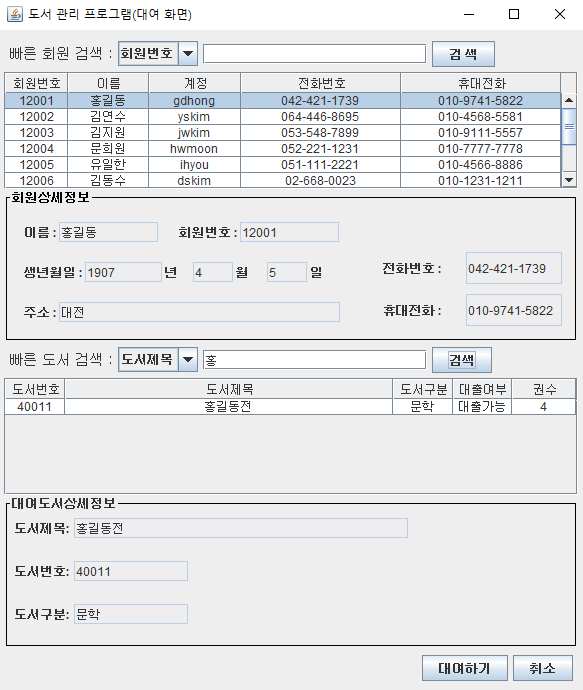 도서 관리 프로그램(대여 화면)
빠른 회원 검색 : 회원번호 검색
회원번호 이름 계정 전화번호 휴대전화
12001 홍길동 gdhong 042-421-1739 010-9741-5822
12002 김연수 yskim 064-446-8695 010-4568-5581
12003 김지원 jwkim 053-548-7899 010-9111-5557
12004 문희원 hwmoon 052-221-1231 010-7777-7778
12005 유일한 ihyou 051-111-2221 010-4566-8886
12006 김동수 dskim 02-668-0023 010-1231-1211
회원상세정보
이름 : 홍길동 회원번호 : 12001
생년월일 : 1907 년 4 월 5 일 전화번호 : 042-421-1739
주소 : 대전 휴대전화 : 010-9741-5822
빠른 도서 검색 : 도서제목 홍 검색
도서번호 도서제목 도서구분 대출여부 권수
40011 홍길동전 문학 대출가능 4
대여도서상세정보
도서제목: 홍길동전
도서번호: 40011
도서구분: 문학
대여하기 취소